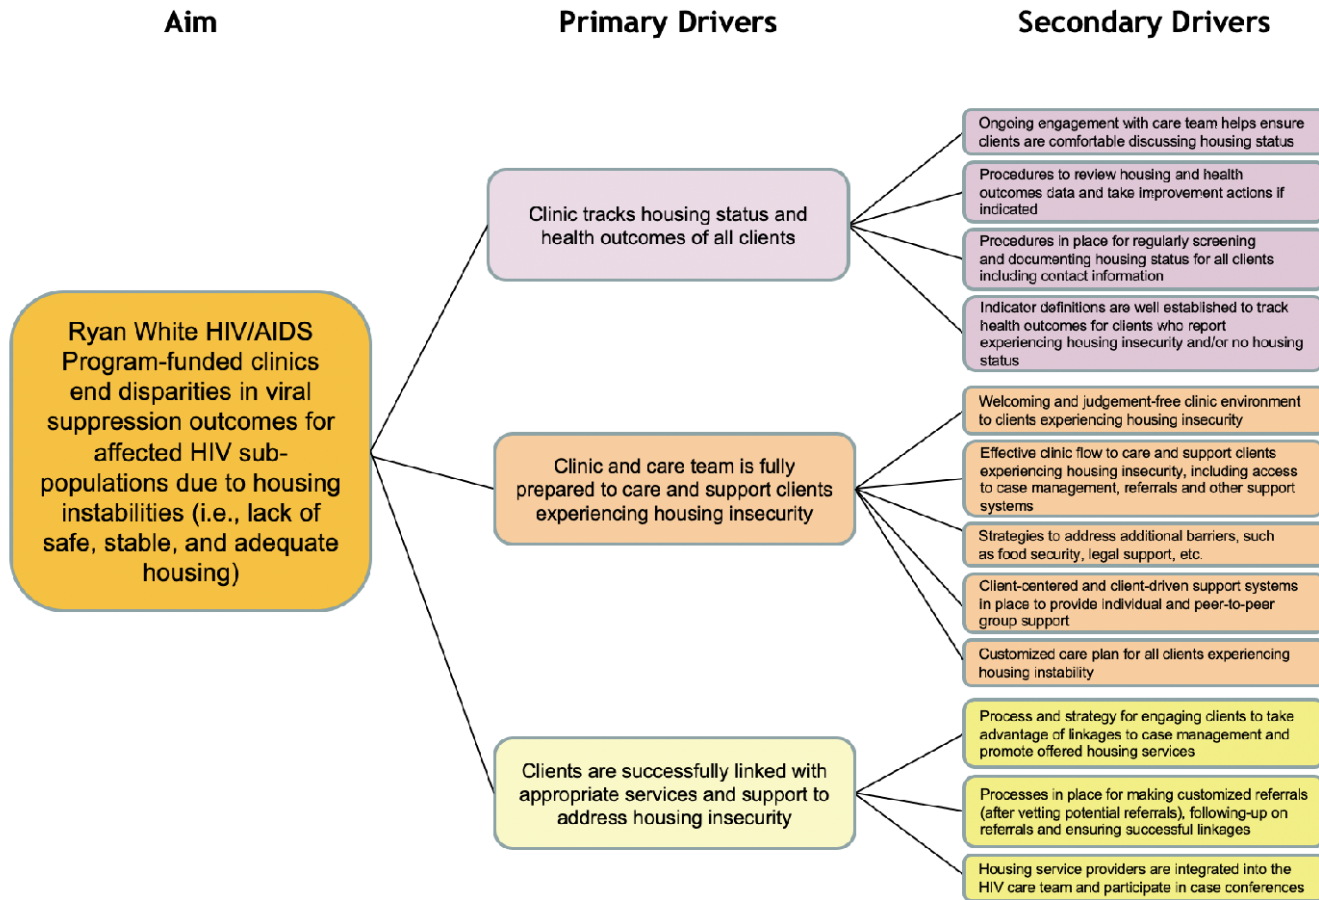 Aim
Primary Drivers
Secondary Drivers
Ryan White HIV/AIDS
Program-funded clinics
end disparities in viral
suppression outcomes for
affected HIV sub-
populations due to housing
instabilities (i.e., lack of
safe, stable, and adequate
housing)
Clinic tracks housing status and
health outcomes of all clients
Ongoing engagement with care team helps ensure
clients are comfortable discussing housing status
Procedures to review housing and health
outcomes data and take improvement actions if
indicated
Procedures in place for regularly screening
and documenting housing status for all clients
including contact information
Indicator definitions are well established to track
health outcomes for clients who report
experiencing housing insecurity and/or no housing
status
Clinic and care team is fully
prepared to care and support clients
experiencing housing insecurity
Welcoming and judgement-free clinic environment
to clients experiencing housing insecurity
Effective clinic flow to care and support clients
experiencing housing insecurity, including access
to case management, referrals and other support
systems
Strategies to address additional barriers, such
as food security, legal support, etc.
Client-centered and client-driven support systems
in place to provide individual and peer-to-peer
group support
Customized care plan for all clients experiencing
housing instability
Clients are successfully linked with
appropriate services and support to
address housing insecurity
Process and strategy for engaging clients to take
advantage of linkages to case management and
promote offered housing services
Processes in place for making customized referrals
(after vetting potential referrals), following-up on
referrals and ensuring successful linkages
Housing service providers are integrated into the
HIV care team and participate in case conferences